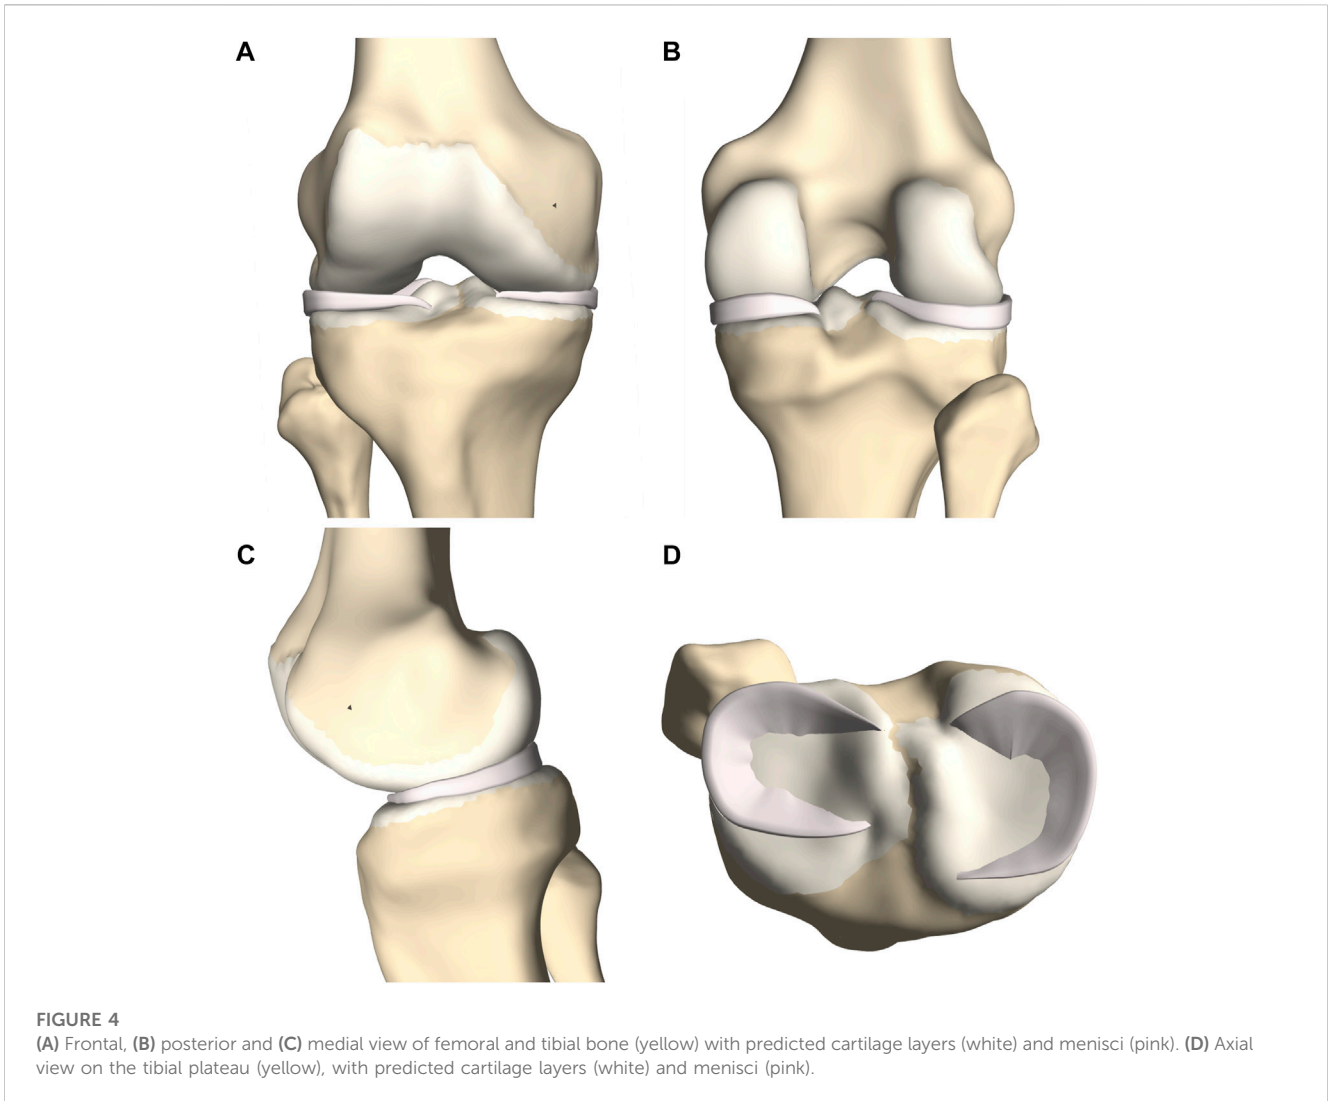 A
B
C
D
FIGURE 4
(A) Frontal, (B) posterior and (C) medial view of femoral and tibial bone (yellow) with predicted cartilage layers (white) and menisci (pink). (D) Axial
view on the tibial plateau (yellow), with predicted cartilage layers (white) and menisci (pink).